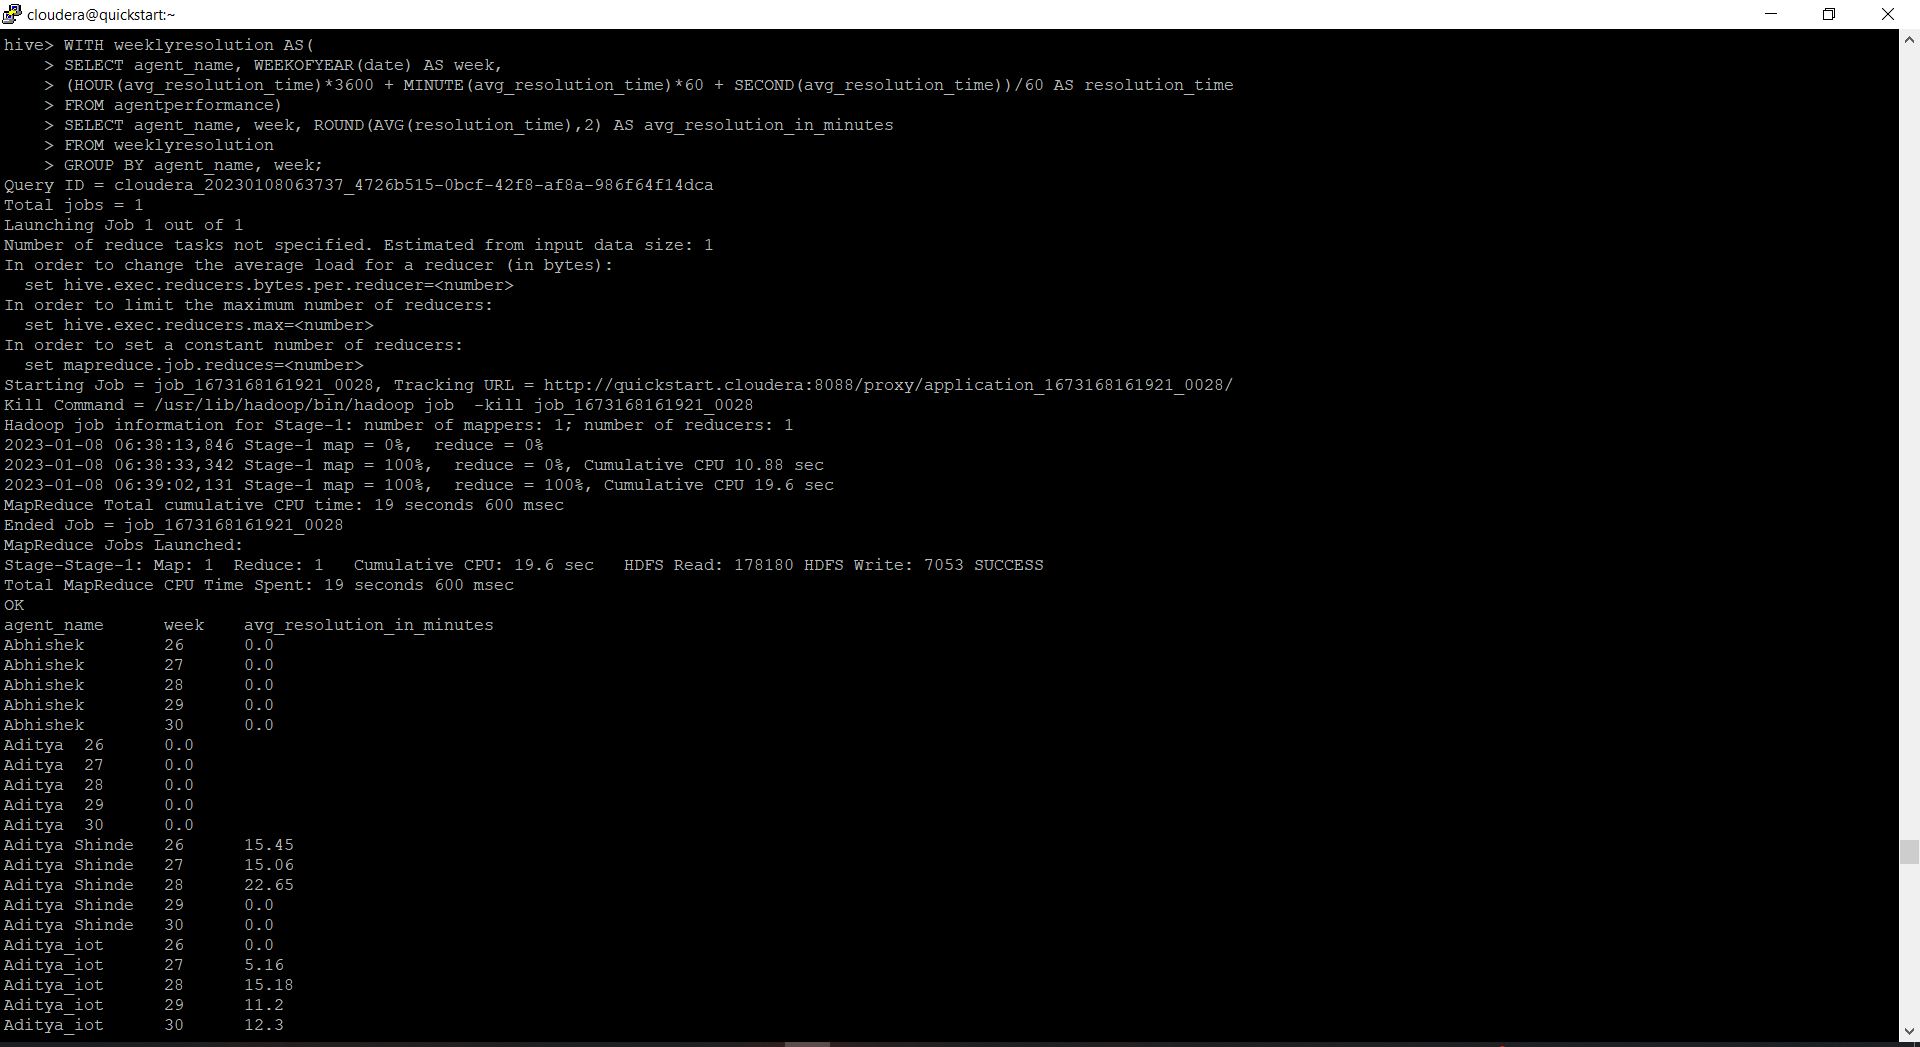 cloudera@quickstart:~
hive> WITH weeklyresolution AS(
    > SELECT agent_name, WEEKOFYEAR(date) AS week,
    > (HOUR(avg_resolution_time)*3600 + MINUTE(avg_resolution_time)*60 + SECOND(avg_resolution_time))/60 AS resolution_time
    > FROM agentperformance)
    > SELECT agent_name, week, ROUND(AVG(resolution_time),2) AS avg_resolution_in_minutes
    > FROM weeklyresolution
    > GROUP BY agent_name, week;
Query ID = cloudera_20230108063737_4726b515-0bcf-42f8-af8a-986f64f14dca
Total jobs = 1
Launching Job 1 out of 1
Number of reduce tasks not specified. Estimated from input data size: 1
In order to change the average load for a reducer (in bytes):
  set hive.exec.reducers.bytes.per.reducer=<number>
In order to limit the maximum number of reducers:
  set hive.exec.reducers.max=<number>
In order to set a constant number of reducers:
  set mapreduce.job.reduces=<number>
Starting Job = job_1673168161921_0028, Tracking URL = http://quickstart.cloudera:8088/proxy/application_1673168161921_0028/
Kill Command = /usr/lib/hadoop/bin/hadoop job  -kill job_1673168161921_0028
Hadoop job information for Stage-1: number of mappers: 1; number of reducers: 1
2023-01-08 06:38:13,846 Stage-1 map = 0%,  reduce = 0%
2023-01-08 06:38:33,342 Stage-1 map = 100%,  reduce = 0%, Cumulative CPU 10.88 sec
2023-01-08 06:39:02,131 Stage-1 map = 100%,  reduce = 100%, Cumulative CPU 19.6 sec
MapReduce Total cumulative CPU time: 19 seconds 600 msec
Ended Job = job_1673168161921_0028
MapReduce Jobs Launched:
Stage-Stage-1: Map: 1  Reduce: 1   Cumulative CPU: 19.6 sec   HDFS Read: 178180 HDFS Write: 7053 SUCCESS
Total MapReduce CPU Time Spent: 19 seconds 600 msec
OK
agent_name      week    avg_resolution_in_minutes
Abhishek        26      0.0
Abhishek        27      0.0
Abhishek        28      0.0
Abhishek        29      0.0
Abhishek        30      0.0
Aditya  26      0.0
Aditya  27      0.0
Aditya  28      0.0
Aditya  29      0.0
Aditya  30      0.0
Aditya Shinde   26      15.45
Aditya Shinde   27      15.06
Aditya Shinde   28      22.65
Aditya Shinde   29      0.0
Aditya Shinde   30      0.0
Aditya_iot      26      0.0
Aditya_iot      27      5.16
Aditya_iot      28      15.18
Aditya_iot      29      11.2
Aditya_iot      30      12.3